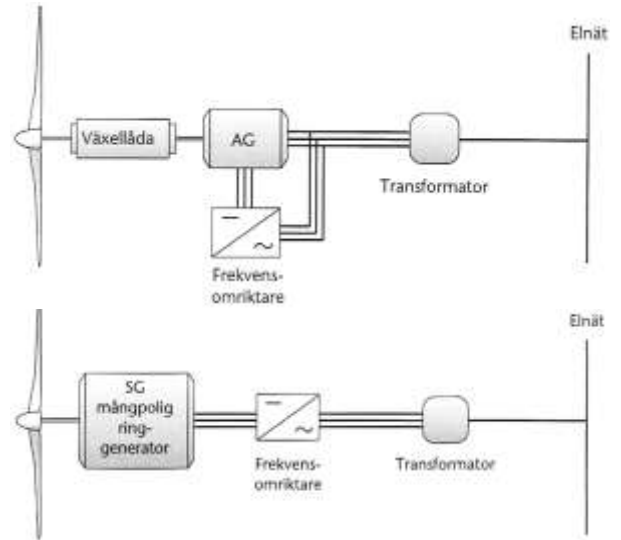 Elnät
Växellåda
AG
Transformator
Frekvens-
omriktare
Elnät
SG
mångpolig
ring-
generator
Frekvens-
omriktare
Transformator